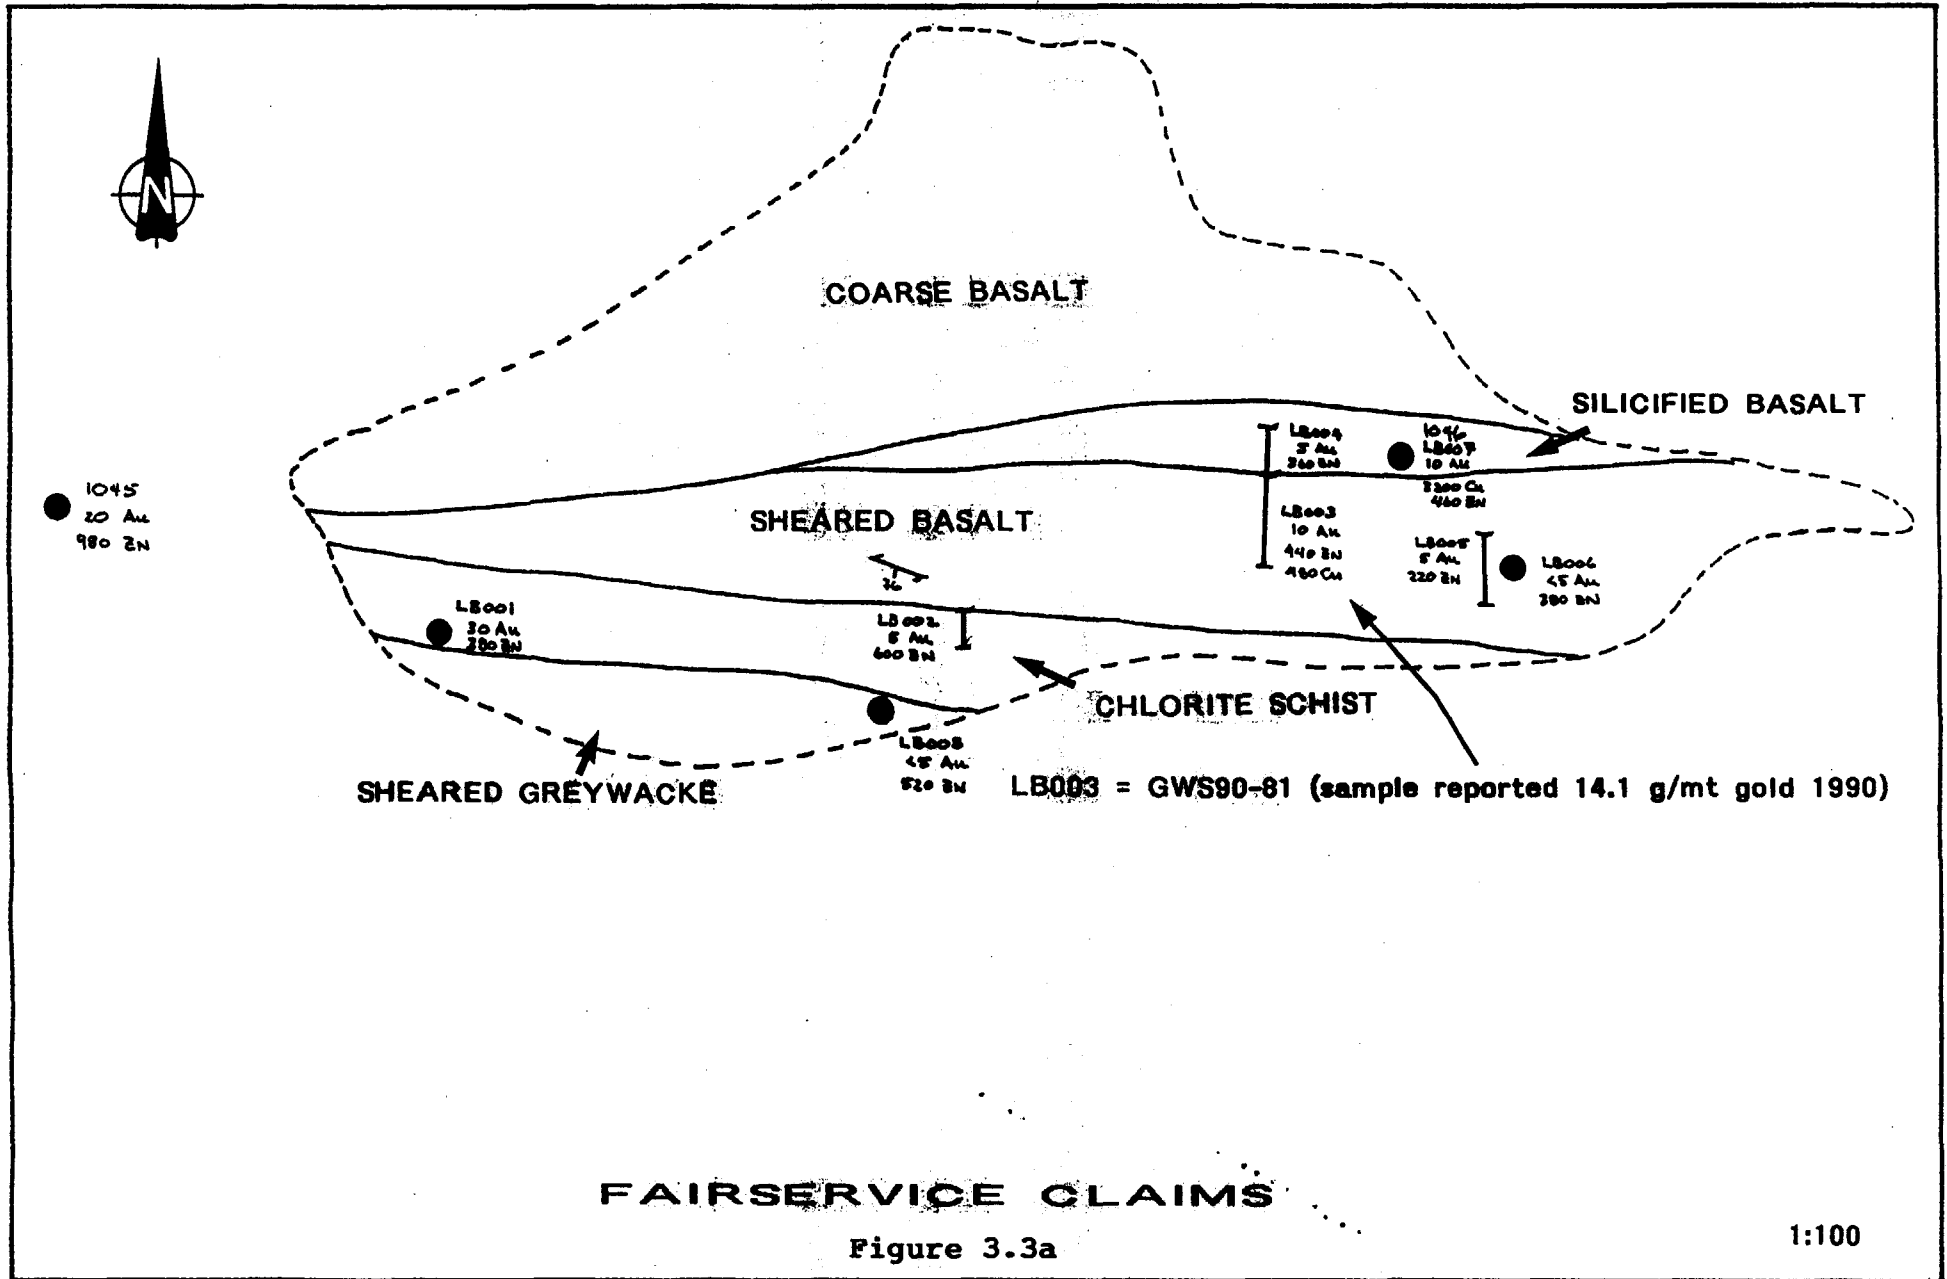 N
COARSE BASALT
SILICIFIED BASALT
LB004
5 Au
360 ZN
1046
LB007
10 Au
3200 Cu
460 ZN
1045
20 Au
980 ZN
SHEARED BASALT
LB003
10 Au
440 ZN
480 Cu
LB005
5 Au
220 ZN
LB006
<5 Au
380 ZN
76
LB001
30 Au
380 ZN
LB002
5 Au
600 ZN
CHLORITE SCHIST
LB008
<5 Au
520 ZN
SHEARED GREYWACKE
LB003 = GWS90-81 (sample reported 14.1 g/mt gold 1990)
FAIRSERVICE CLAIMS
Figure 3.3a
1:100